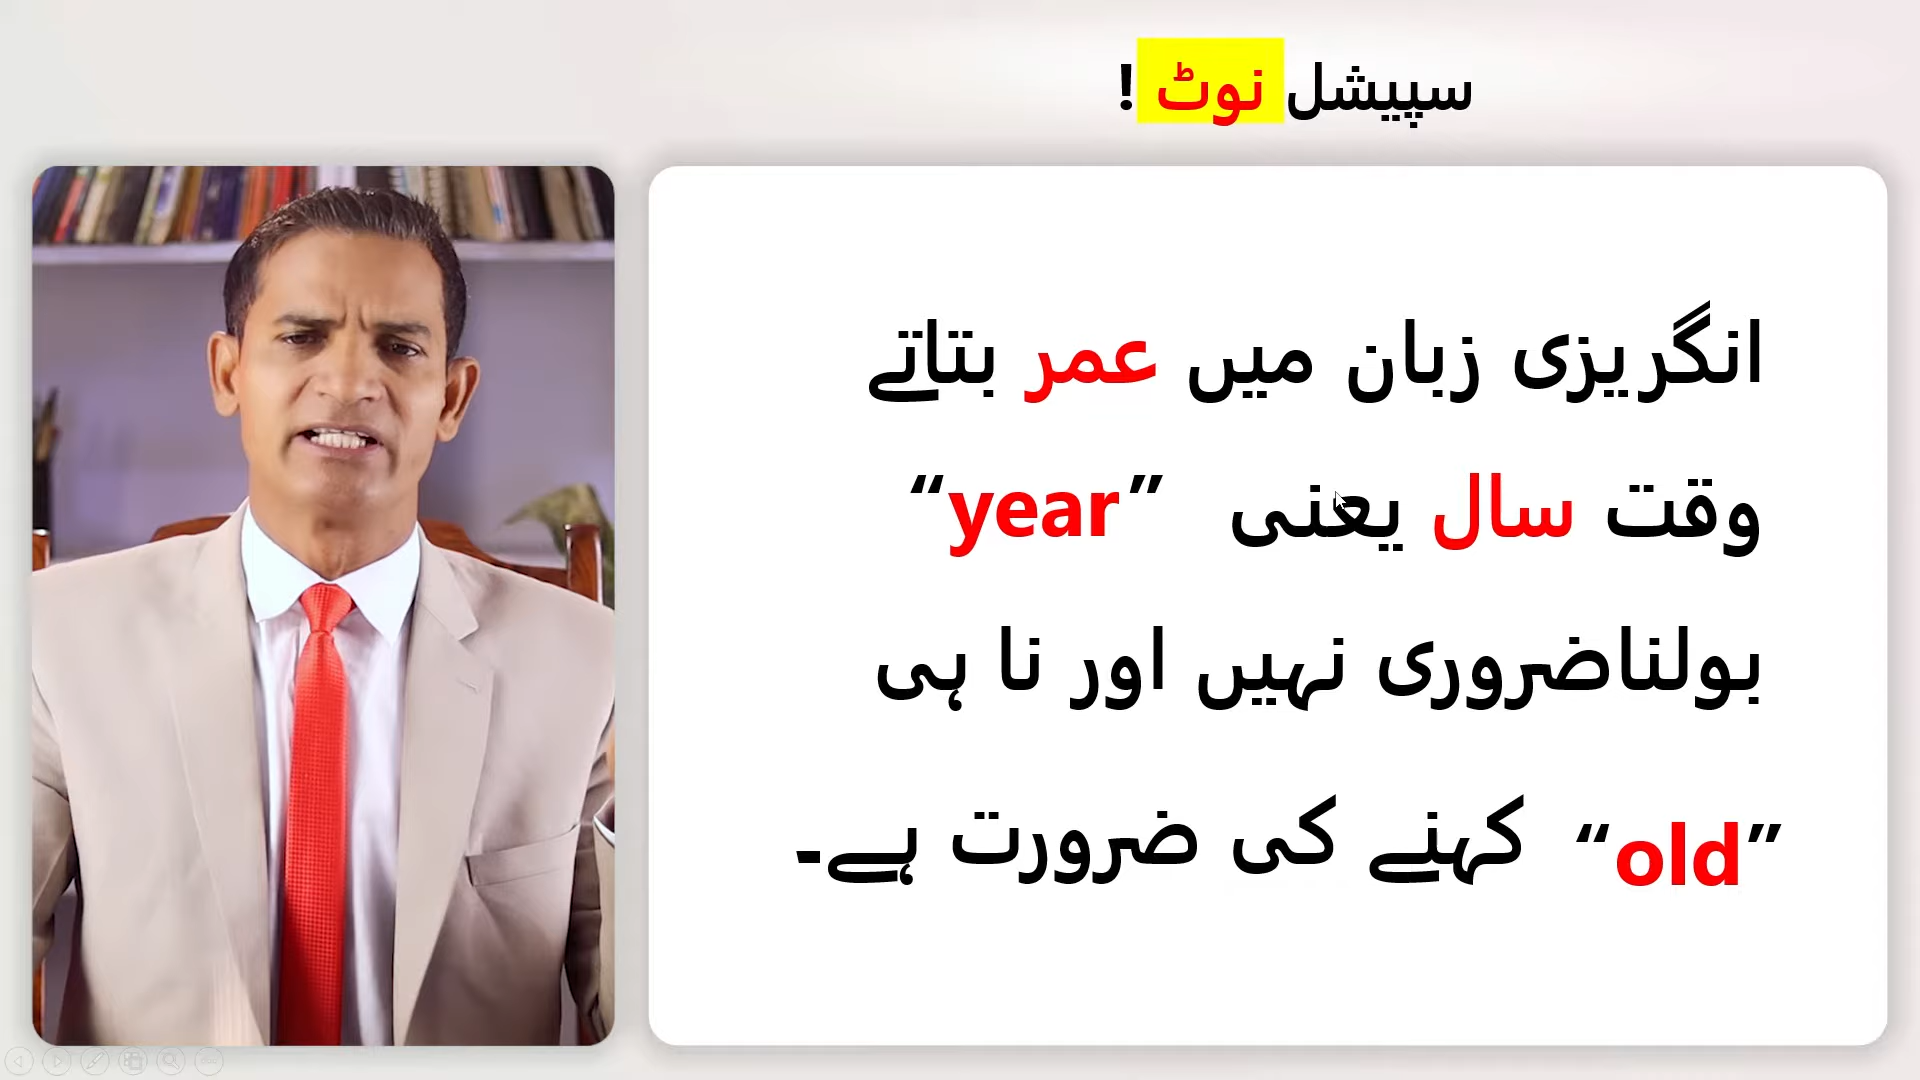 سپیشل نوٹ !
انگریزی زبان میں عمر بتاتے
وقت سال یعنی “year”
بولناضروری نہیں اور نا ہی
“old” کہنے کی ضرورت ہے۔